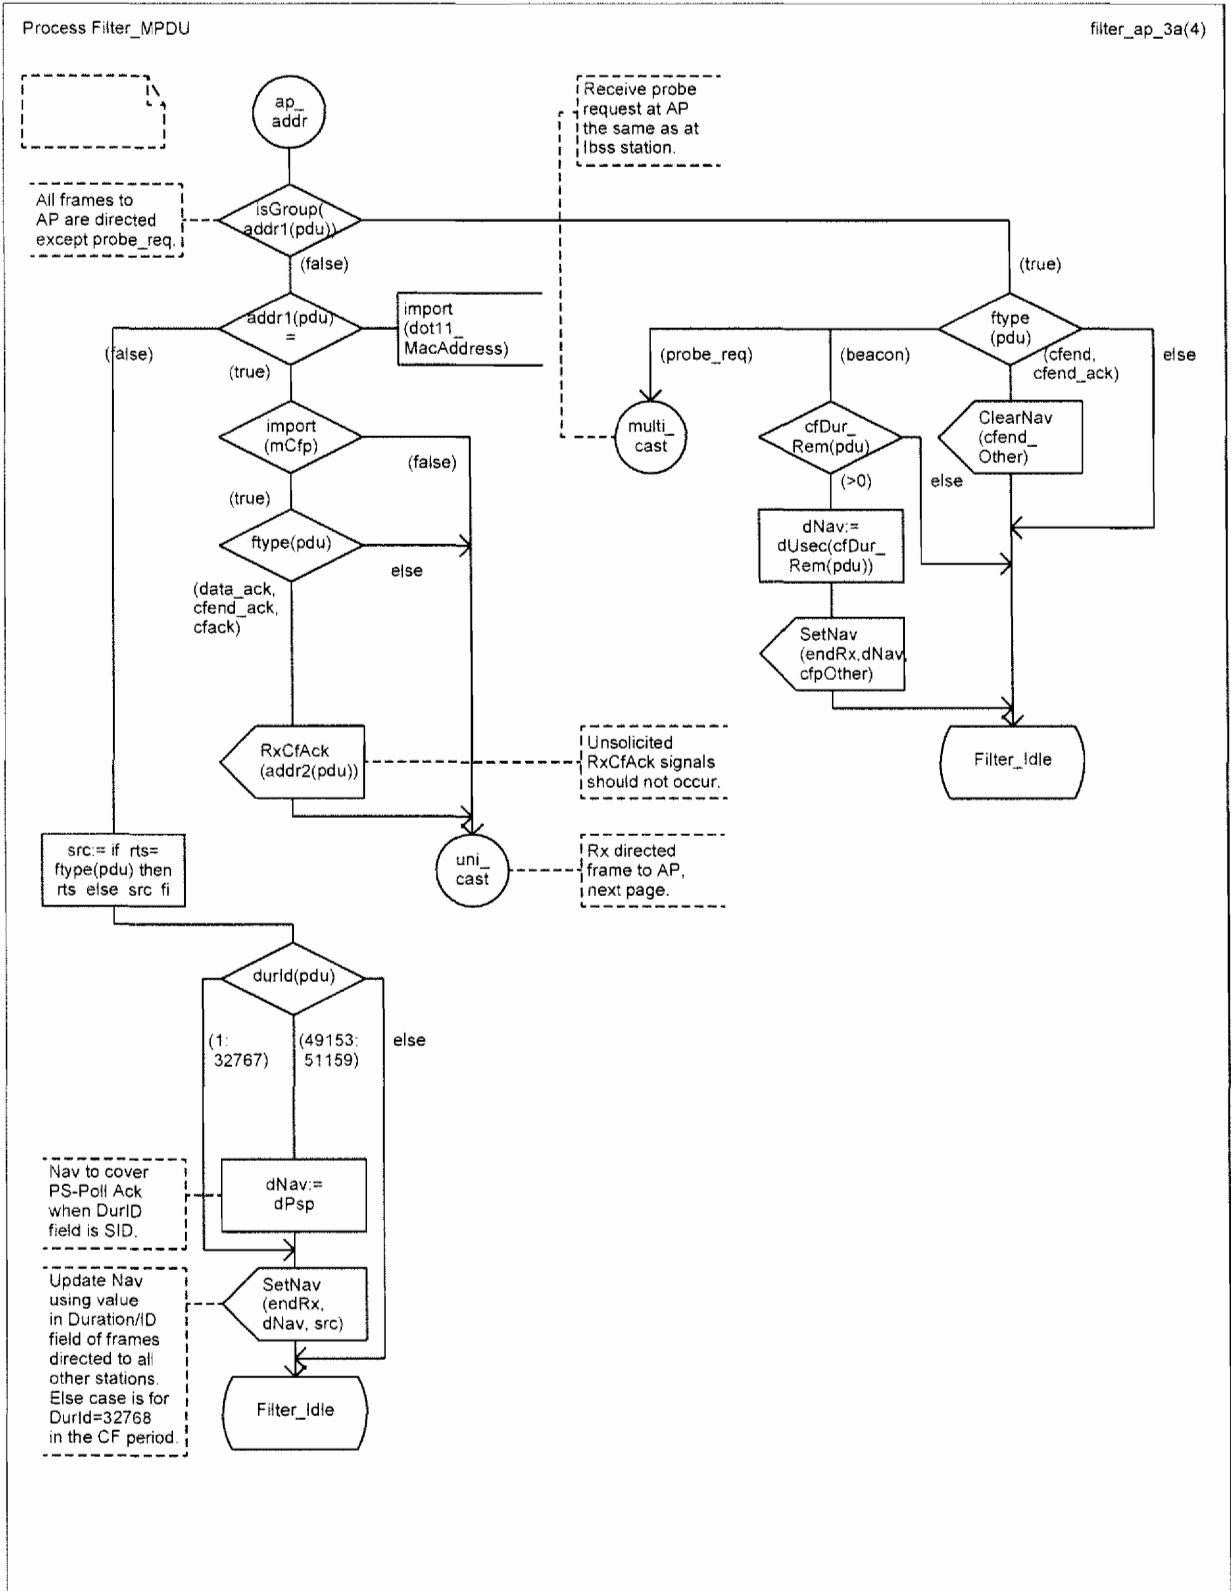 Process Filter_MPDU
filter_ap_3a(4)
ap_
addr
Receive probe
request at AP
the same as at
Ibss station.
All frames to
AP are directed
except probe_req.
isGroup(
addr1(pdu))
(false)
(true)
addr1(pdu)
=
import
(dot11_
MacAddress)
ftype
(pdu)
(false)
(true)
(probe_req)
(beacon)
(cfend,
cfend_ack)
else
import
(mCfp)
(false)
(true)
multi_
cast
cfDur_
Rem(pdu)
(>0)
else
ClearNav
(cfend_
Other)
ftype(pdu)
else
(data_ack,
cfend_ack,
cfack)
dNav:=
dUsec(cfDur_
Rem(pdu))
SetNav
(endRx,dNav,
cfpOther)
RxCfAck
(addr2(pdu))
Unsolicited
RxCfAck signals
should not occur.
Filter_Idle
src:= if rts=
ftype(pdu) then
rts else src fi
uni_
cast
Rx directed
frame to AP,
next page.
durId(pdu)
(1:
32767)
(49153:
51159)
else
Nav to cover
PS-Poll Ack
when DurID
field is SID.
dNav:=
dPsp
Update Nav
using value
in Duration/ID
field of frames
directed to all
other stations.
Else case is for
DurId=32768
in the CF period.
SetNav
(endRx,
dNav, src)
Filter_Idle